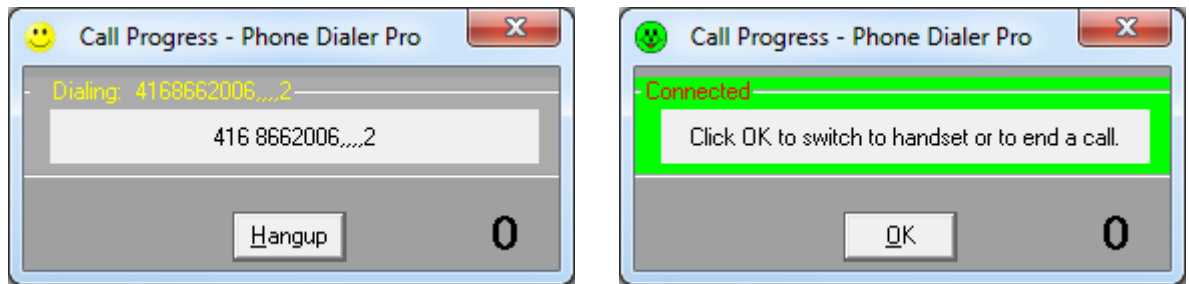 Call Progress - Phone Dialer Pro
Dialing: 4168662006,,,,2
416 8662006,,,,2
Hangup
0
Call Progress - Phone Dialer Pro
Connected
Click OK to switch to handset or to end a call.
OK
0